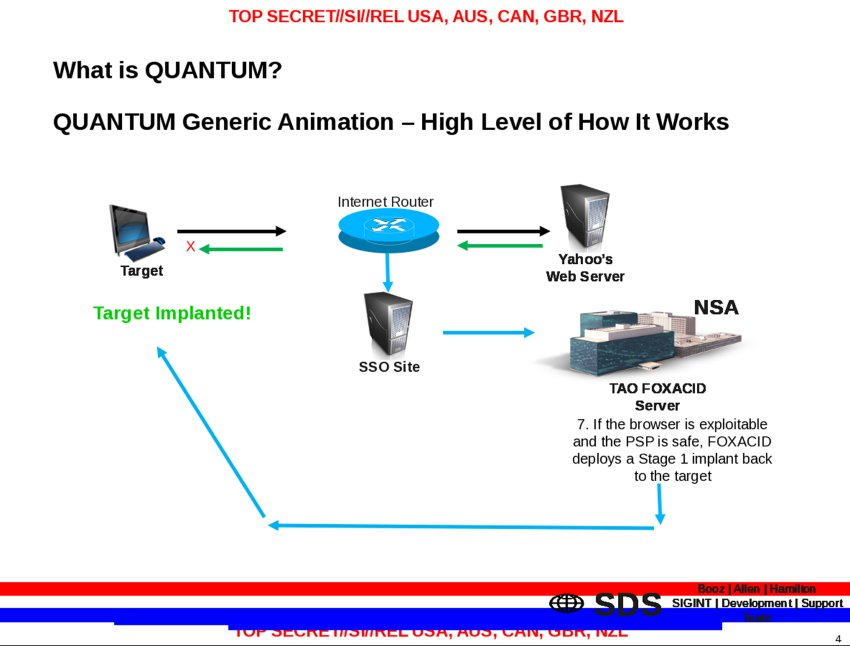 TOP SECRET//SI//REL USA, AUS, CAN, GBR, NZL
What is QUANTUM?
QUANTUM Generic Animation – High Level of How It Works
Internet Router
X
Target
Yahoo's
Web Server
Target Implanted!
NSA
SSO Site
TAO FOXACID
Server
7. If the browser is exploitable
and the PSP is safe, FOXACID
deploys a Stage 1 implant back
to the target
Booz | Allen | Hamilton
SDS
SIGINT | Development | Support
TOP SECRET//SI//REL USA, AUS, CAN, GBR, NZL
4